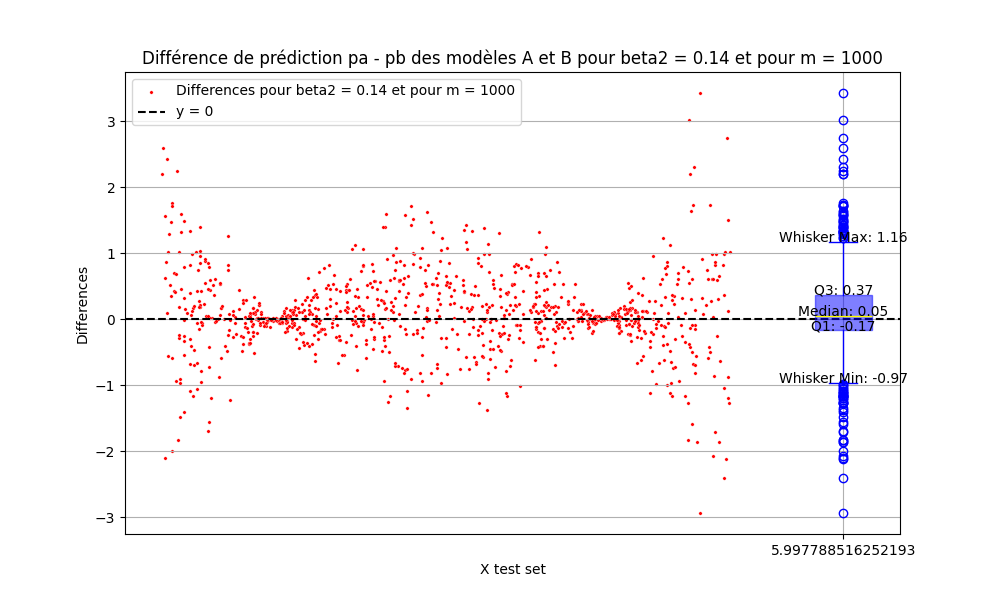 Différence de prédiction pa - pb des modèles A et B pour beta2 = 0.14 et pour m = 1000
Differences pour beta2 = 0.14 et pour m = 1000
y = 0
3
2
1
0
−1
−2
−3
Differences
Whisker Max: 1.16
Q3: 0.37
Median: 0.05
Q1: -0.17
Whisker Min: -0.97
5.997788516252193
X test set